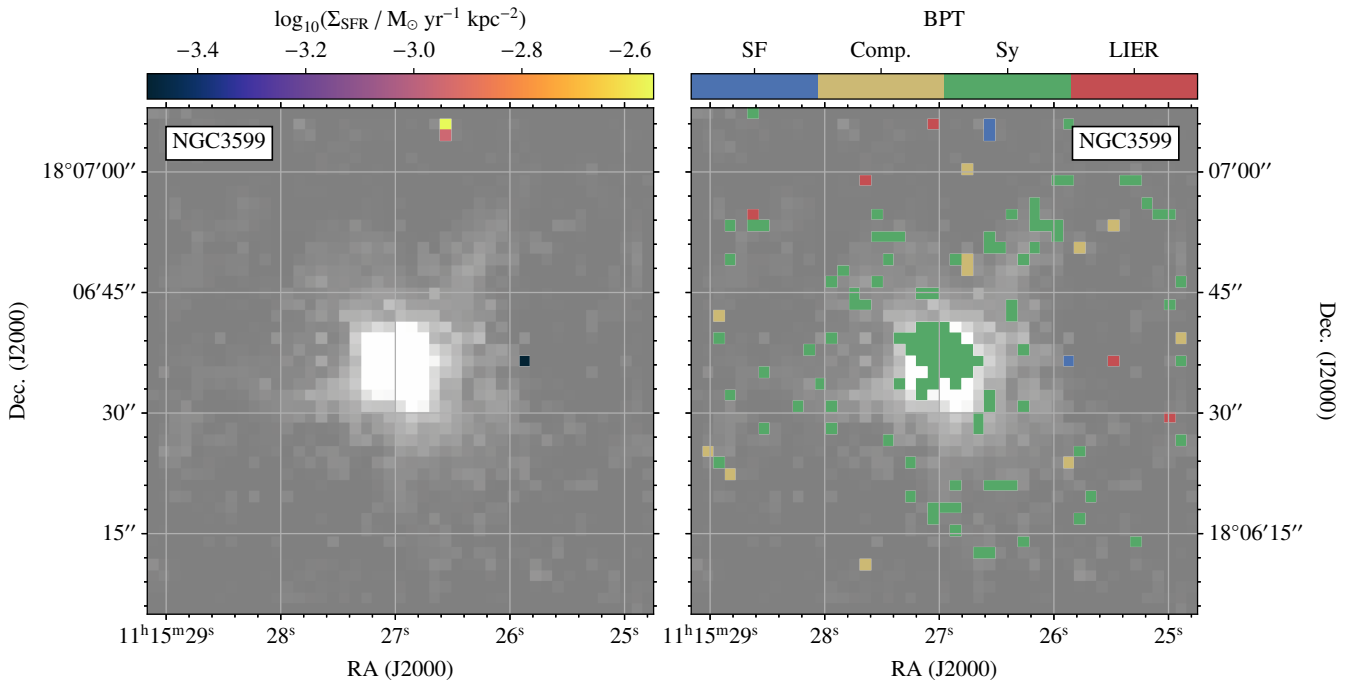 log₁₀(Σ_SFR / M⊙ yr⁻¹ kpc⁻²)
−3.4 −3.2 −3.0 −2.8 −2.6
BPT
SF Comp. Sy LIER
NGC3599
NGC3599
18°07′00″
06′45″
30″
15″
Dec. (J2000)
07′00″
45″
30″
18°06′15″
Dec. (J2000)
11ʰ15ᵐ29ˢ 28ˢ 27ˢ 26ˢ 25ˢ
RA (J2000)
11ʰ15ᵐ29ˢ 28ˢ 27ˢ 26ˢ 25ˢ
RA (J2000)